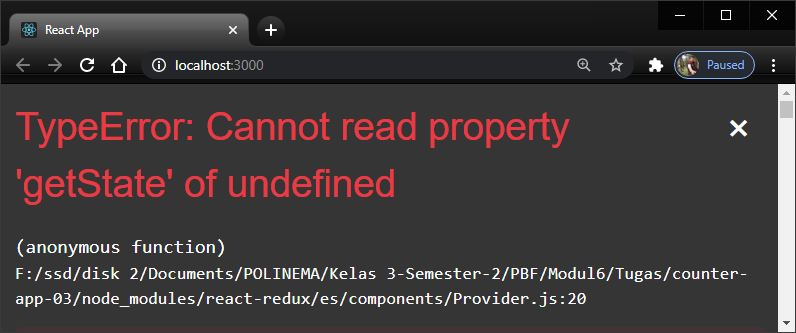 React App
localhost:3000
Paused
TypeError: Cannot read property
'getState' of undefined
(anonymous function)
F:/ssd/disk 2/Documents/POLINEMA/Kelas 3-Semester-2/PBF/Modul6/Tugas/counter-
app-03/node_modules/react-redux/es/components/Provider.js:20